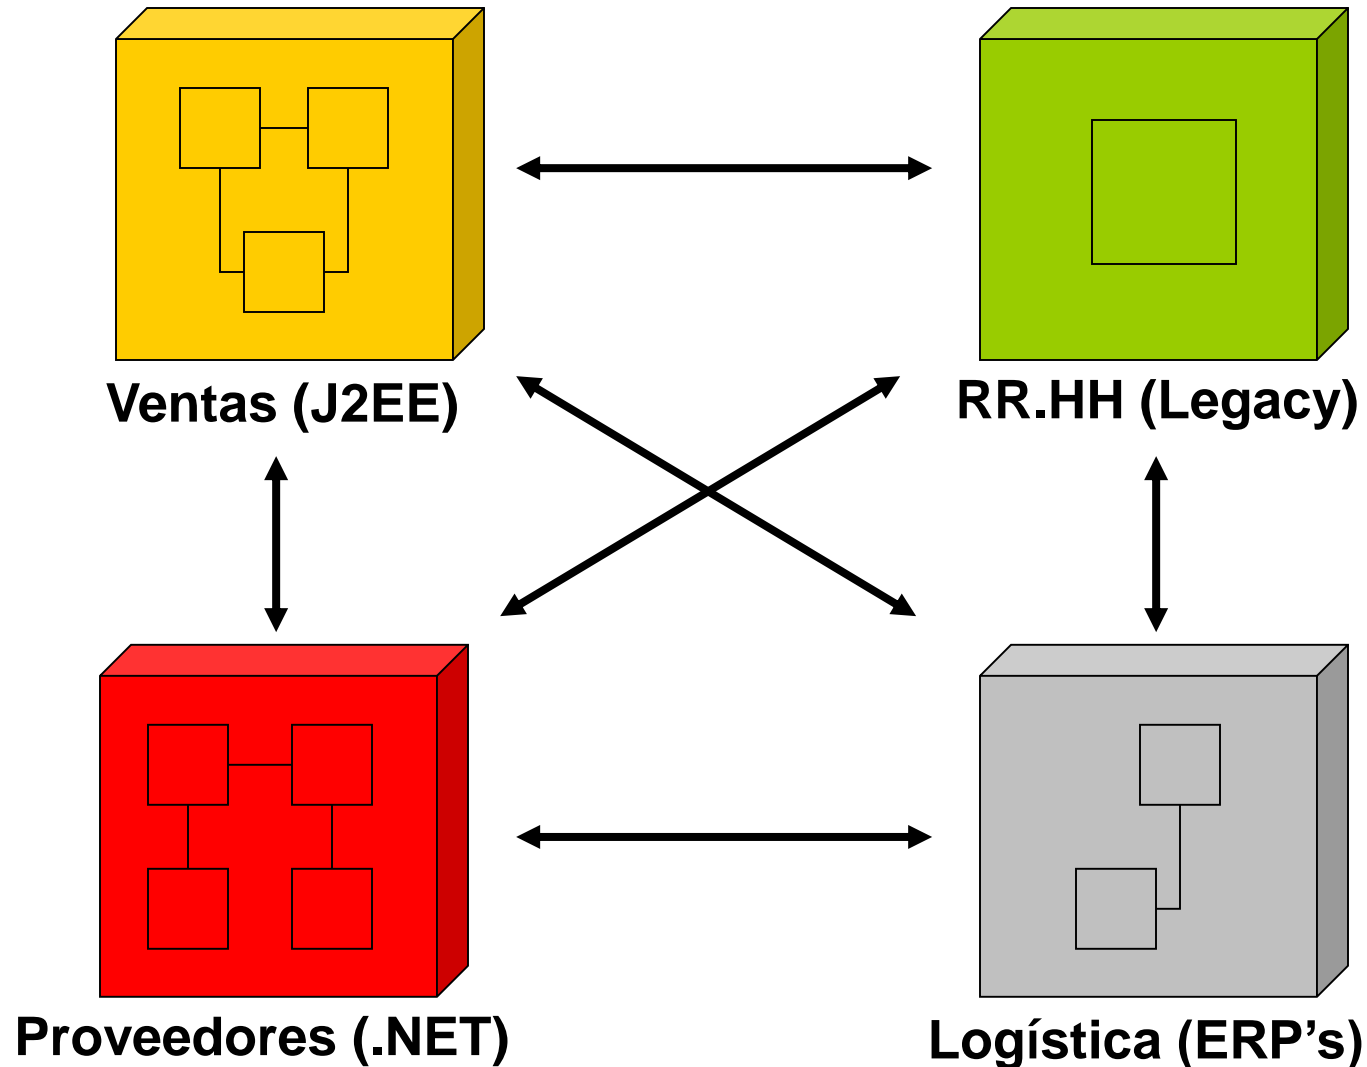 Ventas (J2EE)
RR.HH (Legacy)
Proveedores (.NET)
Logística (ERP's)